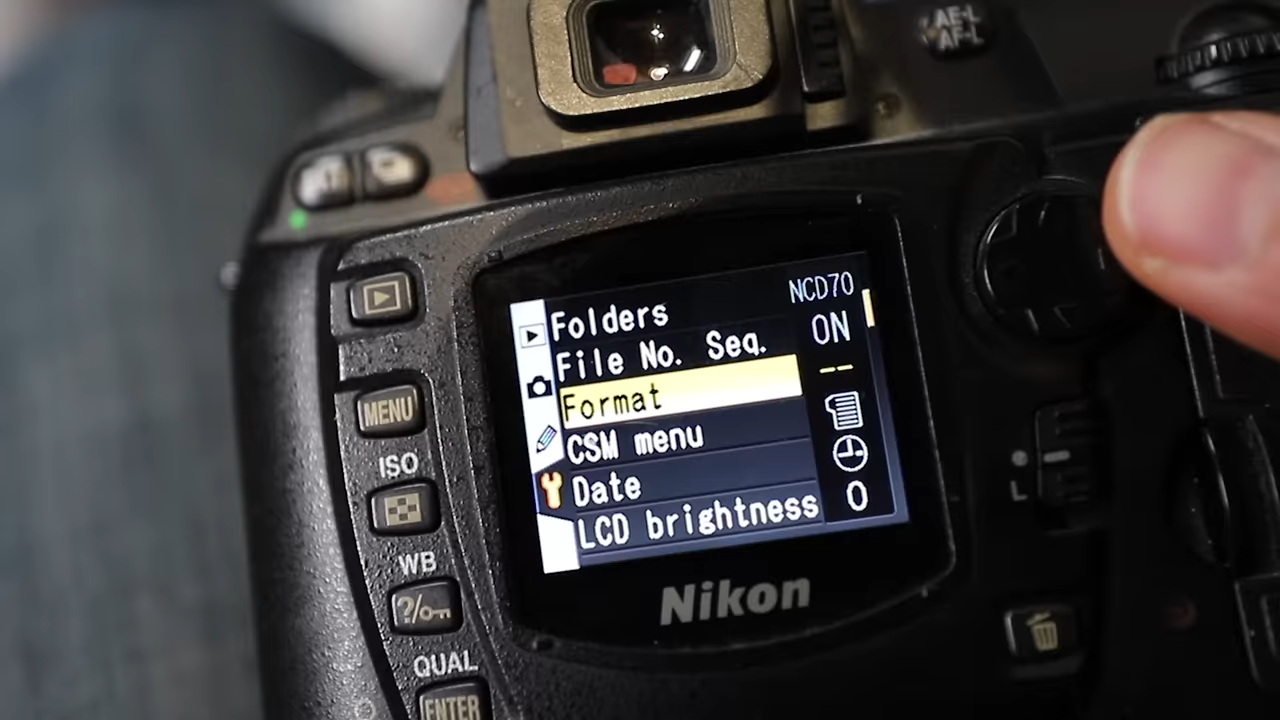 AE-L
AF-L
Folders NCD70
File No. Seq. ON
Format --
CSM menu
Date
LCD brightness 0
Nikon
MENU
ISO
WB
?/
QUAL
ENTER
L